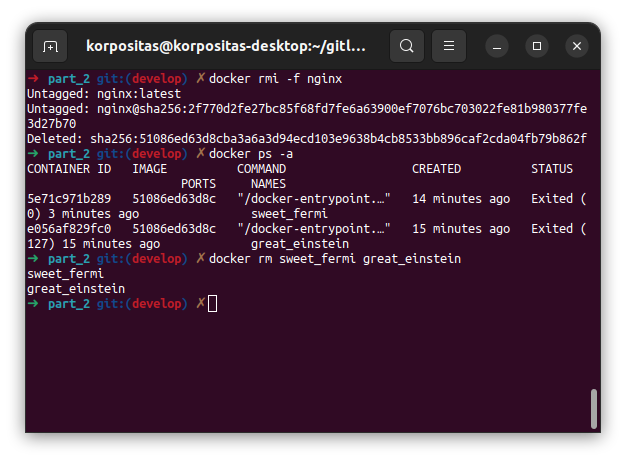 korpositas@korpositas-desktop:~/gitl...
➜ part_2 git:(develop) ✗ docker rmi -f nginx
Untagged: nginx:latest
Untagged: nginx@sha256:2f770d2fe27bc85f68fd7fe6a63900ef7076bc703022fe81b980377fe
3d27b70
Deleted: sha256:51086ed63d8cba3a6a3d94ecd103e9638b4cb8533bb896caf2cda04fb79b862f
➜ part_2 git:(develop) ✗ docker ps -a
CONTAINER ID IMAGE COMMAND CREATED STATUS
PORTS NAMES
5e71c971b289 51086ed63d8c "/docker-entrypoint.…" 14 minutes ago Exited (
0) 3 minutes ago sweet_fermi
e056af829fc0 51086ed63d8c "/docker-entrypoint.…" 15 minutes ago Exited (
127) 15 minutes ago great_einstein
➜ part_2 git:(develop) ✗ docker rm sweet_fermi great_einstein
sweet_fermi
great_einstein
➜ part_2 git:(develop) ✗